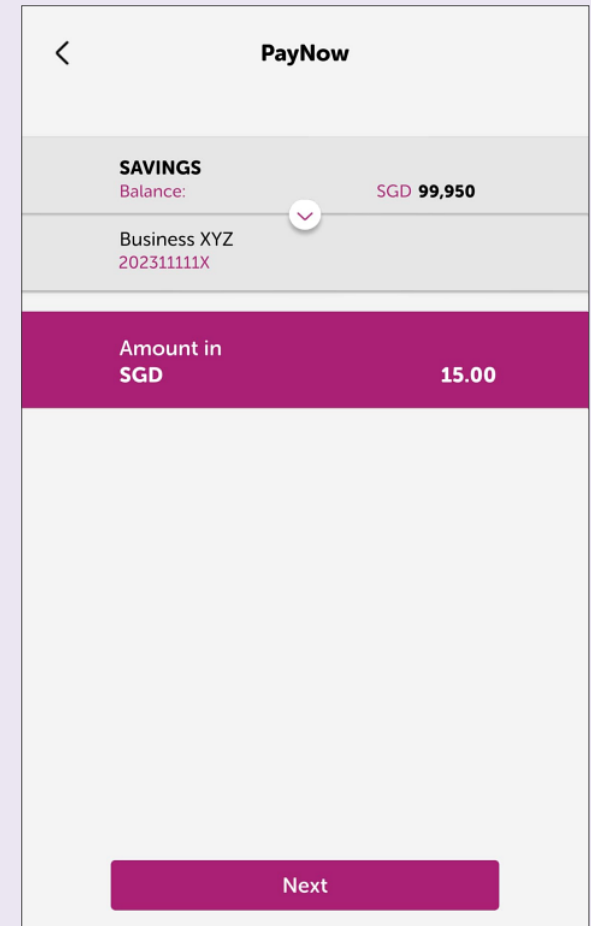 PayNow
SAVINGS
Balance: SGD 99,950
Business XYZ
202311111X
Amount in
SGD 15.00
Next